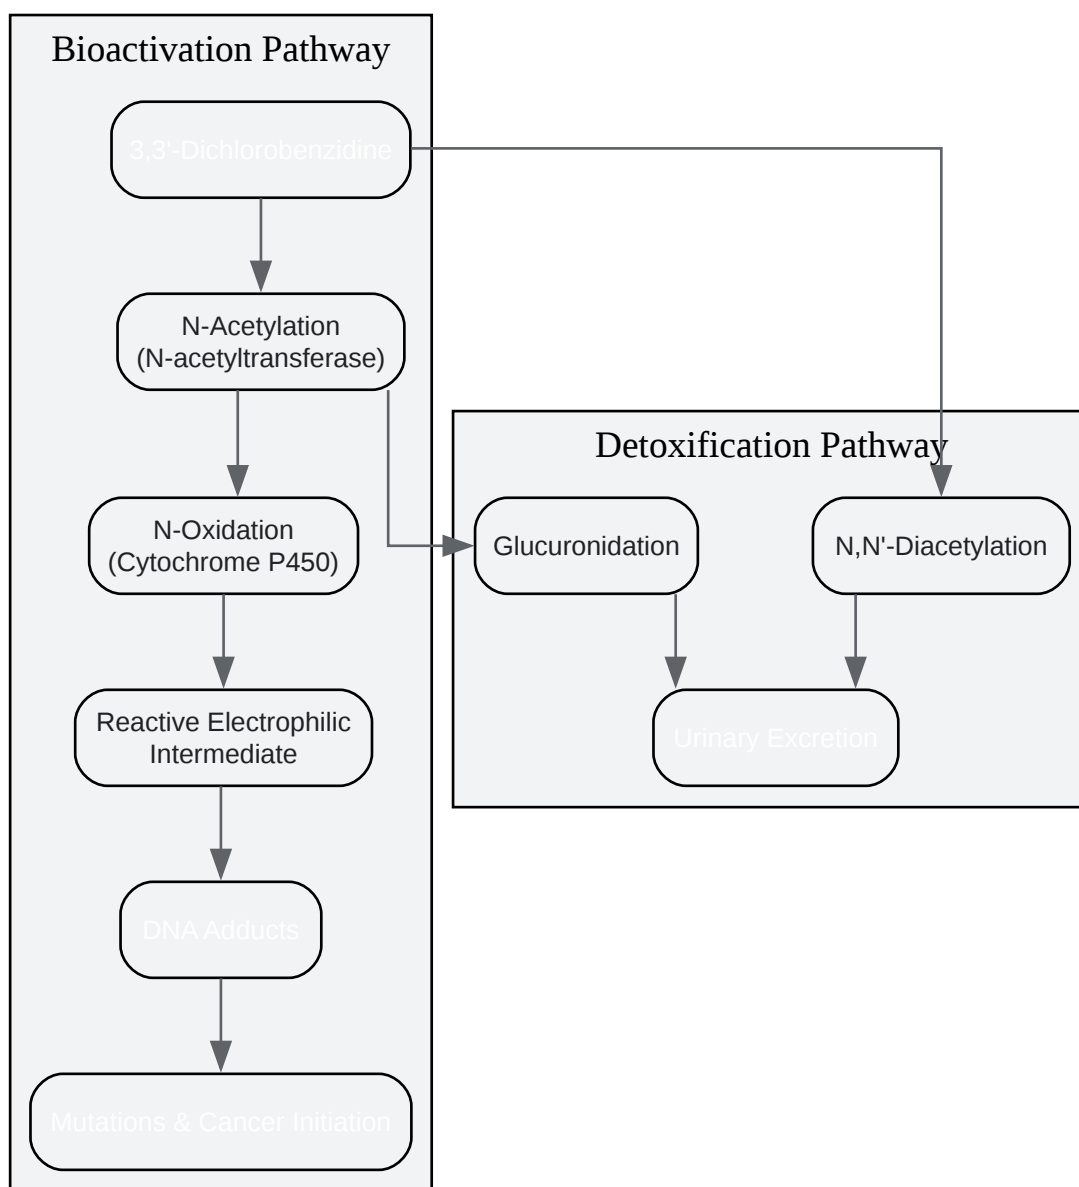 Bioactivation Pathway
3,3'-Dichlorobenzidine
N-Acetylation
(N-acetyltransferase)
N-Oxidation
(Cytochrome P450)
Reactive Electrophilic
Intermediate
DNA Adducts
Mutations & Cancer Initiation
Detoxification Pathway
Glucuronidation
N,N'-Diacetylation
Urinary Excretion